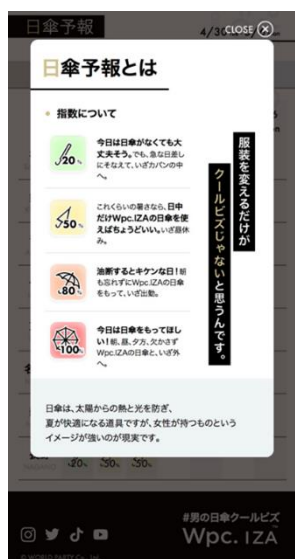 日傘予報
4/30
CLOSE
日傘予報とは
指数について
20
今日は日傘がなくても大
丈夫そう。でも、急な日差し
にそなえて、いざカバンの中
へ。
50
これくらいの暑さなら、日中
だけWpc.IZAの日傘を使
えばちょうどいい。いざ昼休
み。
80
油断するとキケンな日！朝
も忘れずにWpc.IZAの日傘
をもって、いざ出勤。
100
今日は日傘をもってほし
い！朝、昼、夕方、欠かさず
Wpc.IZAの日傘と、いざ外
へ。
服装を変えるだけが
クールビズじゃないと思うんです。
日傘は、太陽からの熱と光を防ぎ、
夏が快適になる道具ですが、女性が持つものという
イメージが強いのが現実です。
NAGANO
20 50 50
#男の日傘クールビズ
Wpc. IZA
© WORLD PARTY Co., Ltd.